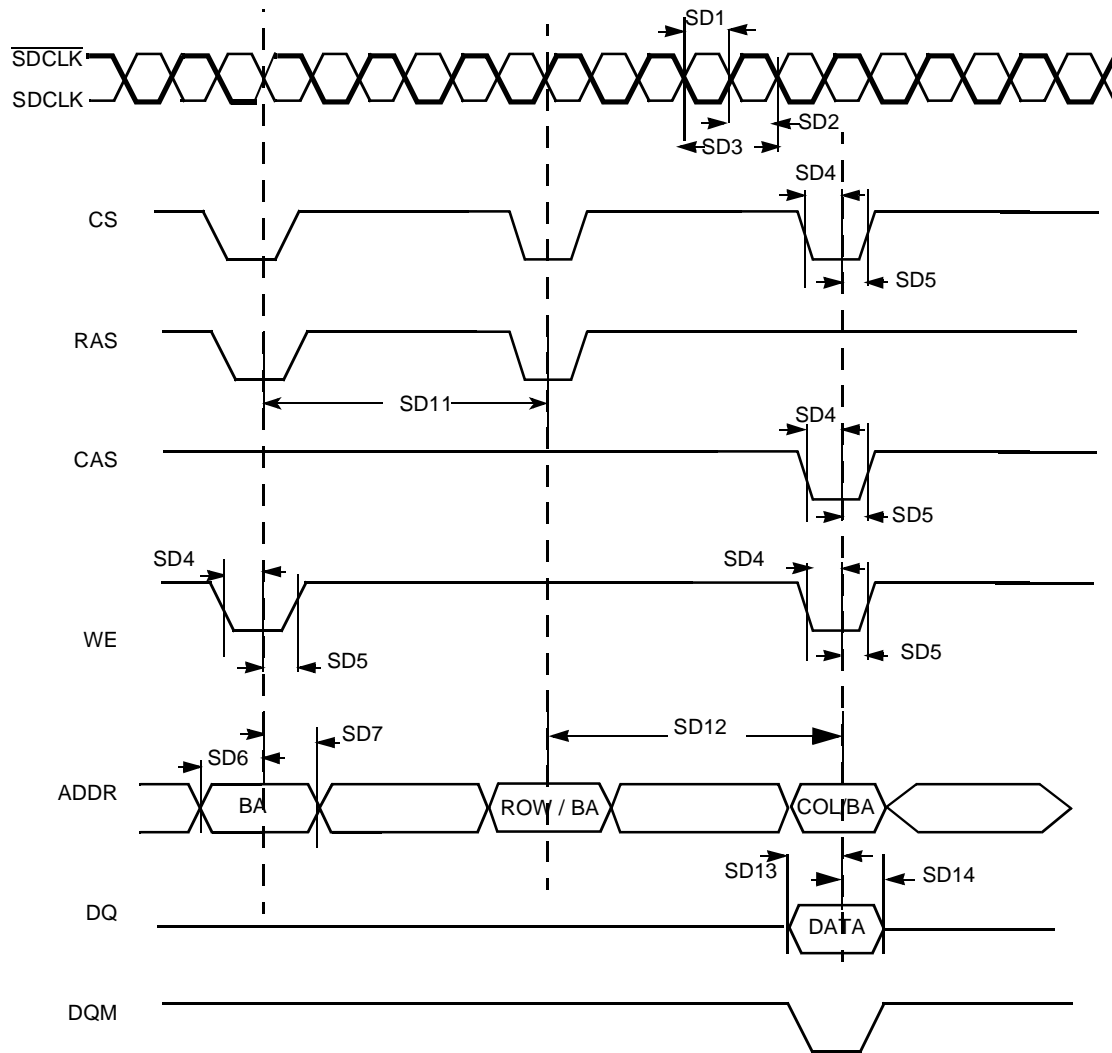 SD1
SDCLK
SDCLK
SD2
SD3
SD4
CS
SD5
RAS
SD11
SD4
CAS
SD5
SD4
SD4
WE
SD5
SD5
SD12
SD7
SD6
ADDR
BA
ROW / BA
COL/BA
SD13
SD14
DQ
DATA
DQM